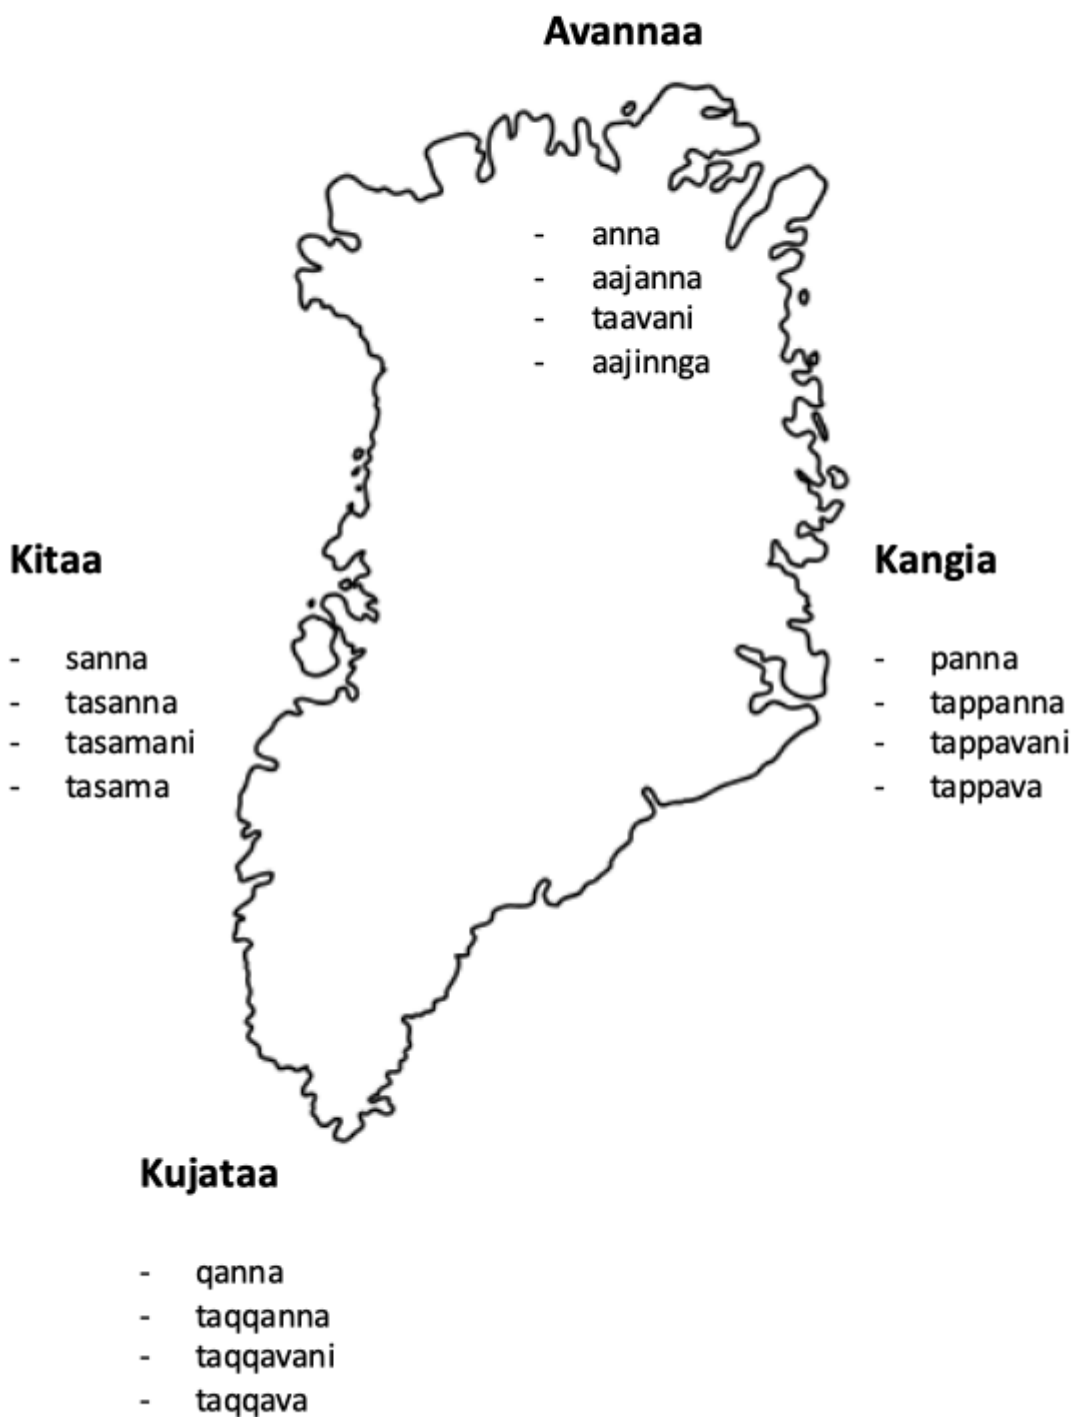 Avannaa
- anna
- aajanna
- taavani
- aajinnga
Kitaa
- sanna
- tasanna
- tasamani
- tasama
Kangia
- panna
- tappanna
- tappavani
- tappava
Kujataa
- qanna
- taqqanna
- taqqavani
- taqqava